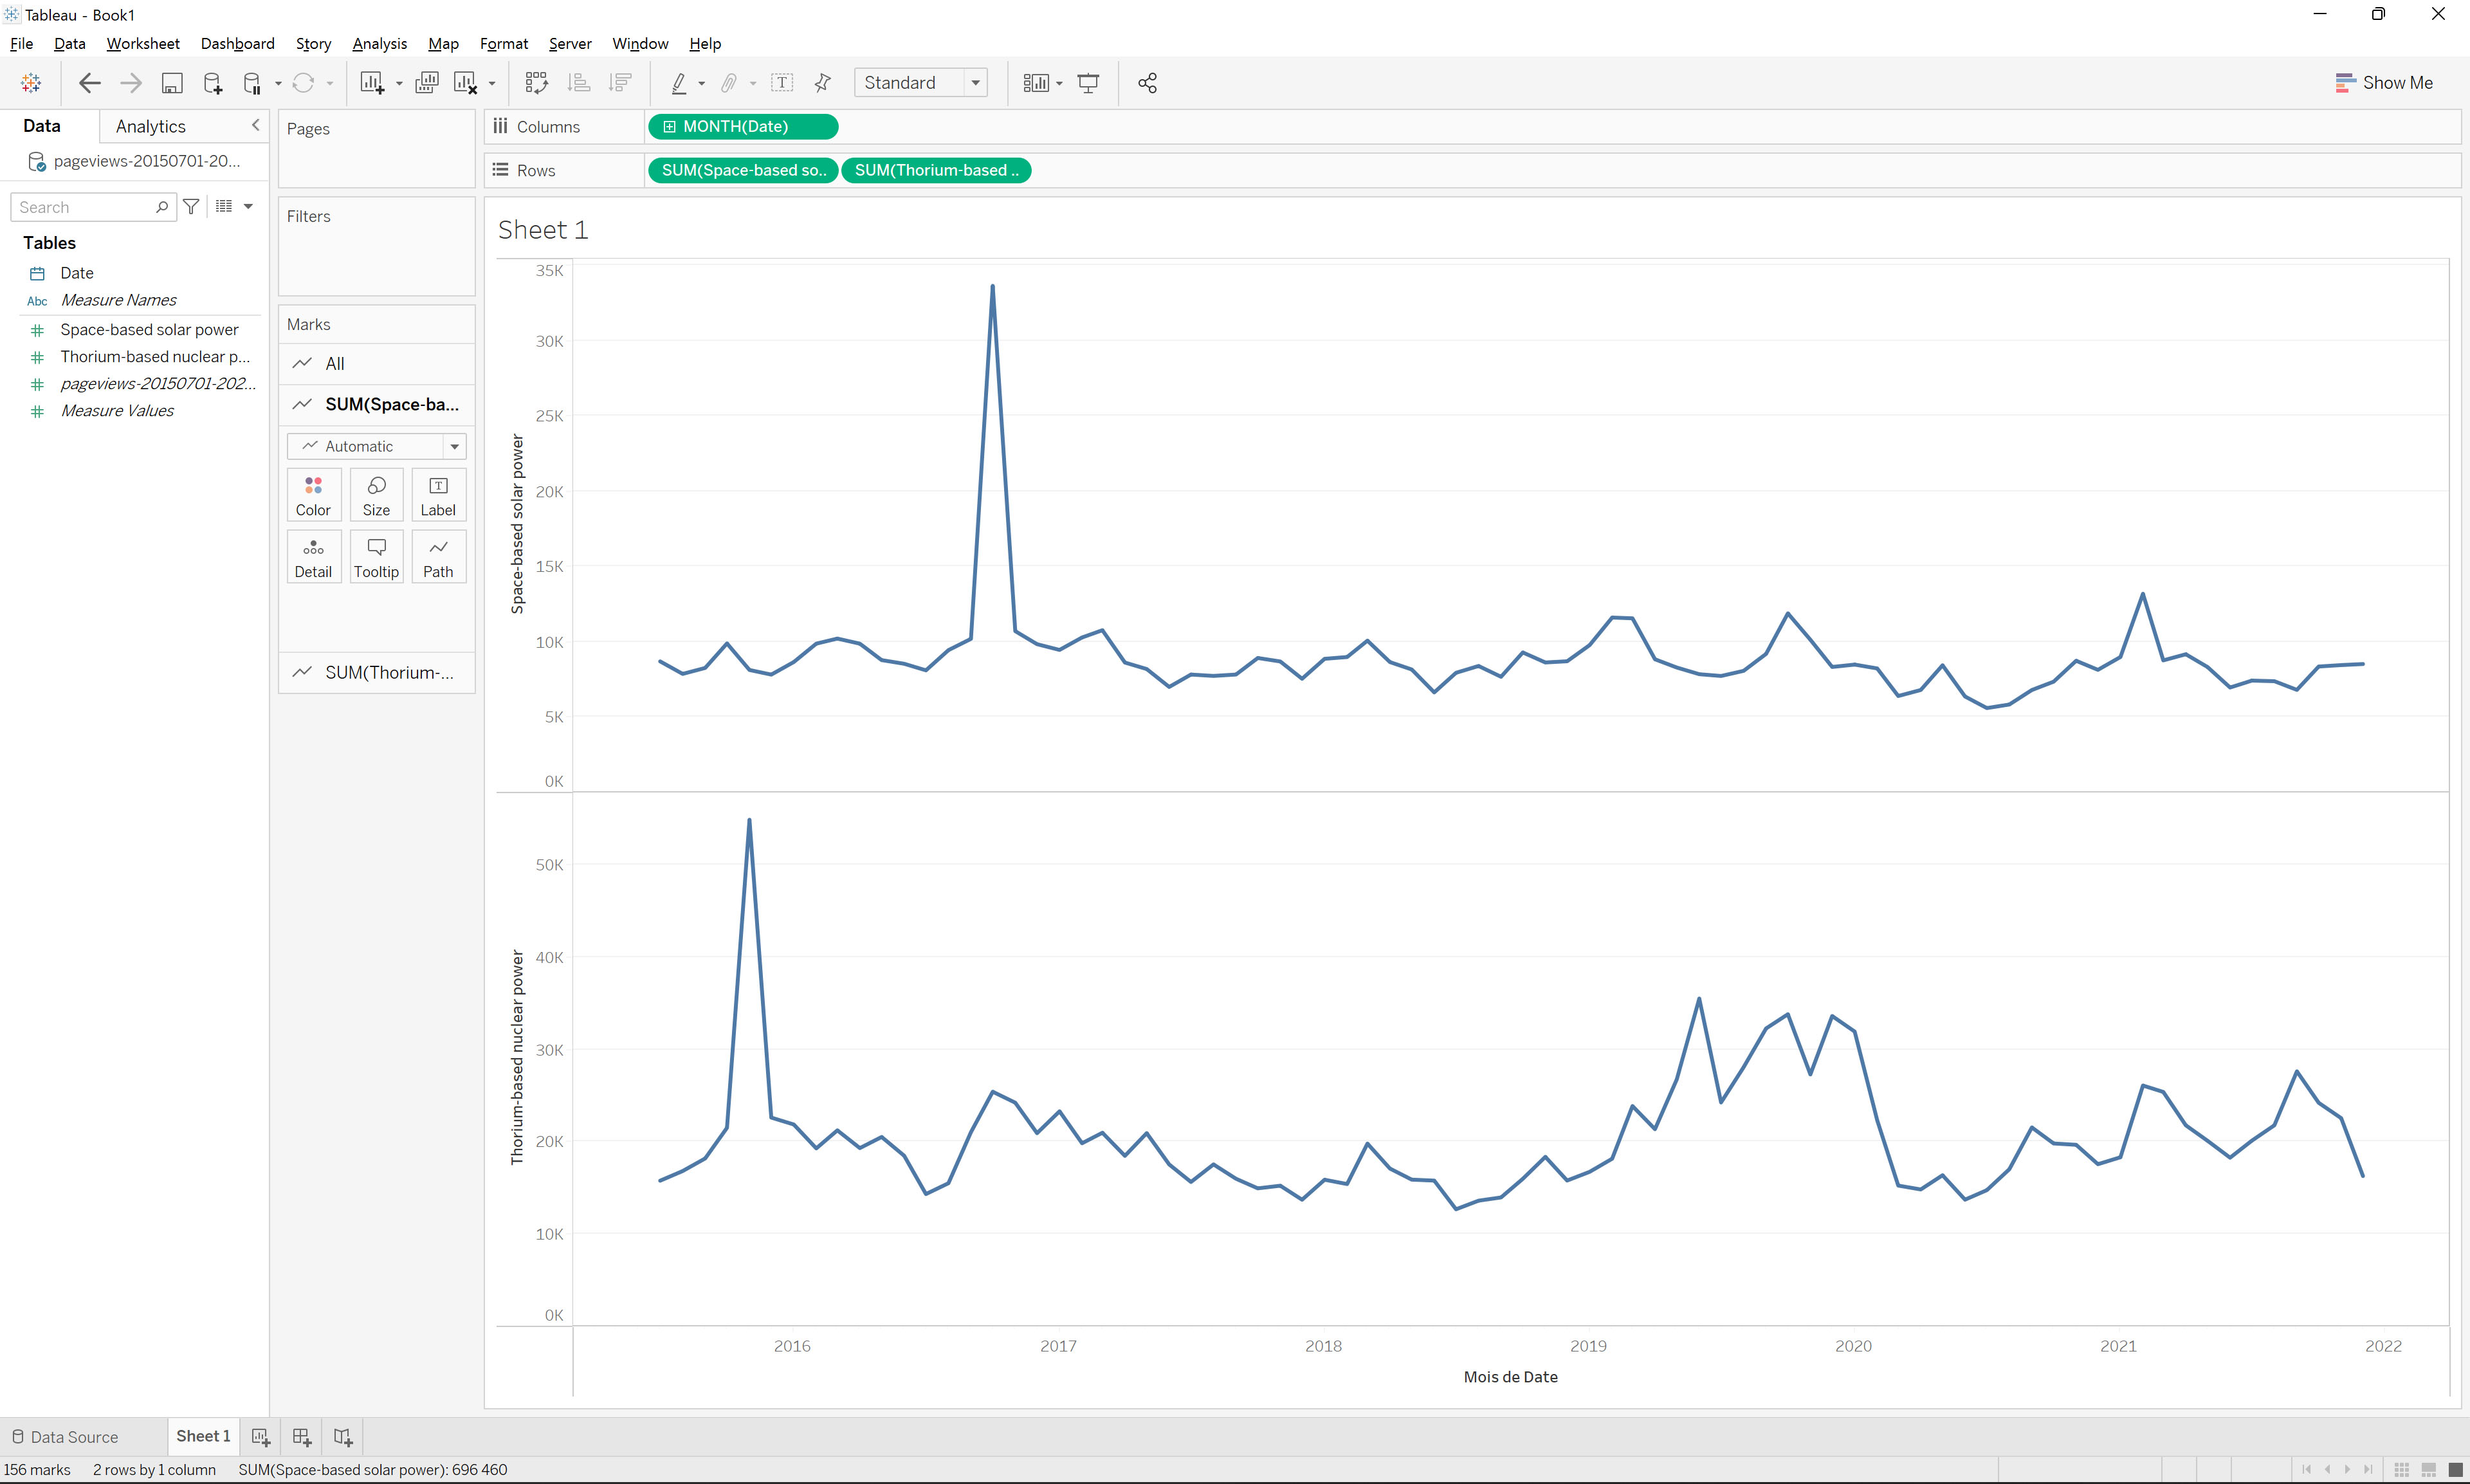 Tableau - Book1
File Data Worksheet Dashboard Story Analysis Map Format Server Window Help
Standard
Show Me
Data Analytics
pageviews-20150701-20...
Search
Tables
Date
Abc Measure Names
Space-based solar power
Thorium-based nuclear p...
pageviews-20150701-202...
Measure Values
Pages
Filters
Marks
All
SUM(Space-ba...
Automatic
Color Size Label
Detail Tooltip Path
SUM(Thorium-...
Columns MONTH(Date)
Rows SUM(Space-based so.. SUM(Thorium-based ..
Sheet 1
Space-based solar power
35K
30K
25K
20K
15K
10K
5K
0K
Thorium-based nuclear power
50K
40K
30K
20K
10K
0K
2016 2017 2018 2019 2020 2021 2022
Mois de Date
Data Source Sheet 1
156 marks 2 rows by 1 column SUM(Space-based solar power): 696 460